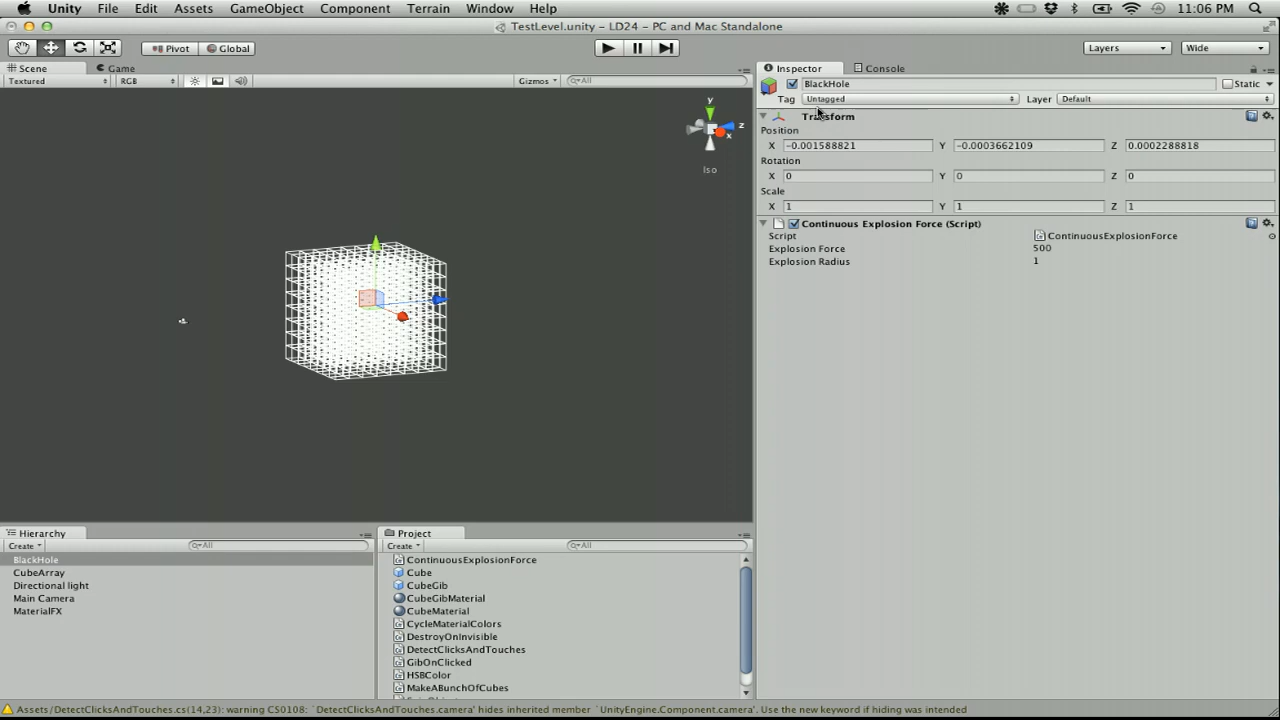 Unity File Edit Assets GameObject Component Terrain Window Help 11:06 PM
TestLevel.unity - LD24 - PC and Mac Standalone
Pivot Global Layers Wide
Scene Game Inspector Console
Textured RGB Gizmos All
BlackHole Static
Tag Untagged Layer Default
Transform
Position
X -0.001588821 Y -0.0003662109 Z 0.0002288818
Rotation
X 0 Y 0 Z 0
Scale
X 1 Y 1 Z 1
Continuous Explosion Force (Script)
Script ContinuousExplosionForce
Explosion Force 500
Explosion Radius 1
y
z
x
Iso
Hierarchy
Create All
BlackHole
CubeArray
Directional light
Main Camera
MaterialFX
Project
Create All
ContinuousExplosionForce
Cube
CubeGib
CubeGibMaterial
CubeMaterial
CycleMaterialColors
DestroyOnInvisible
DetectClicksAndTouches
GibOnClicked
HSBColor
MakeABunchOfCubes
Assets/DetectClicksAndTouches.cs(14,23): warning CS0108: `DetectClicksAndTouches.camera' hides inherited member `UnityEngine.Component.camera'. Use the new keyword if hiding was intended